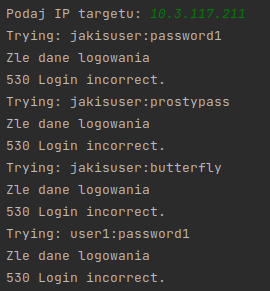 Podaj IP targetu: 10.3.117.211
Trying: jakisuser:password1
Zle dane logowania
530 Login incorrect.
Trying: jakisuser:prostypass
Zle dane logowania
530 Login incorrect.
Trying: jakisuser:butterfly
Zle dane logowania
530 Login incorrect.
Trying: user1:password1
Zle dane logowania
530 Login incorrect.